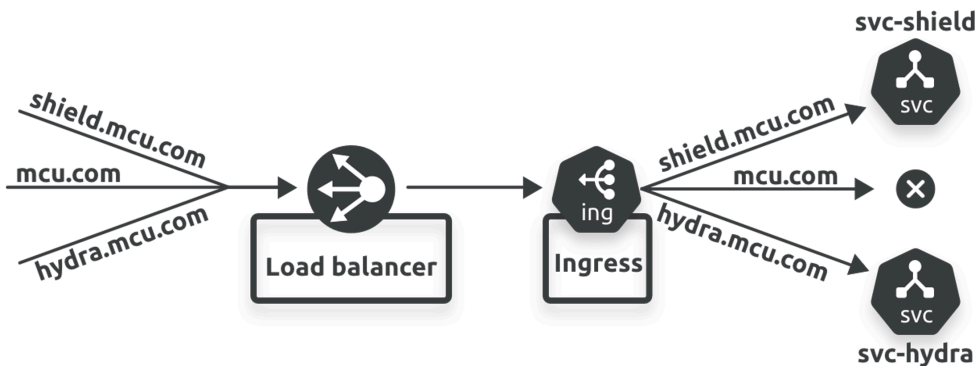 svc-shield
svc
shield.mcu.com
mcu.com
hydra.mcu.com
Load balancer
ing
Ingress
shield.mcu.com
mcu.com
hydra.mcu.com
svc
svc-hydra